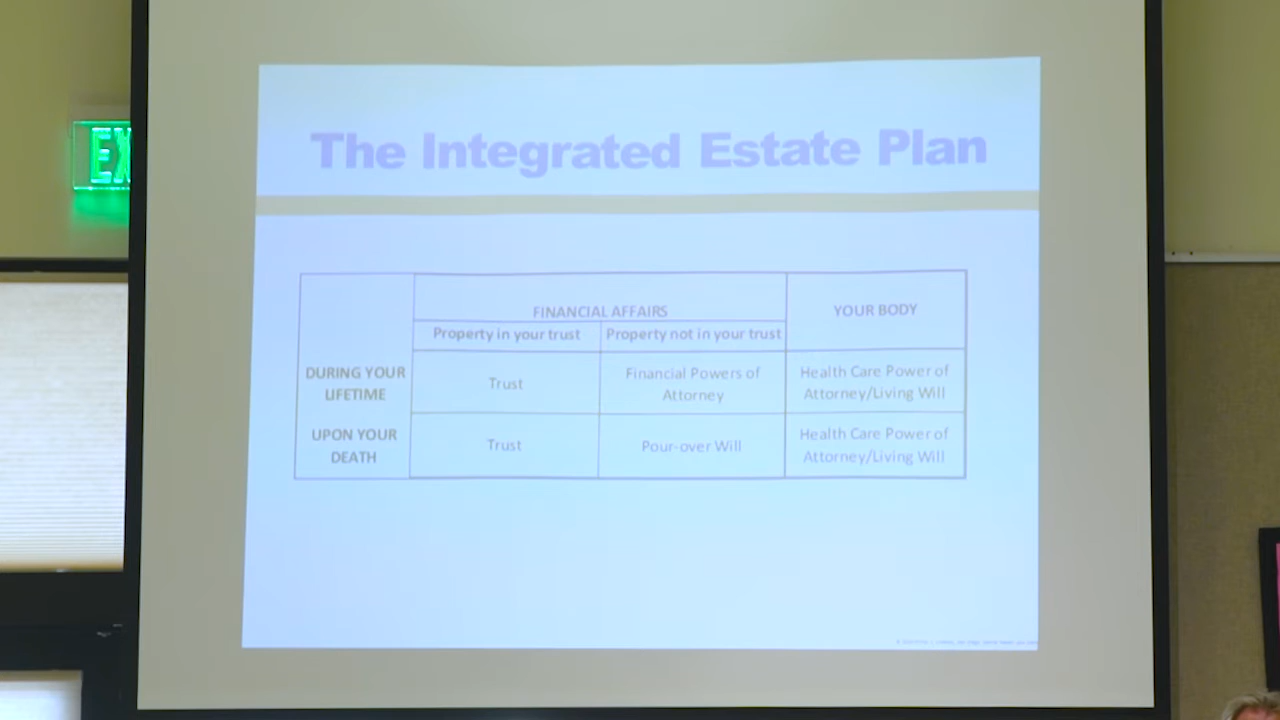 EX
The Integrated Estate Plan
FINANCIAL AFFAIRS
YOUR BODY
Property in your trust
Property not in your trust
DURING YOUR
LIFETIME
Trust
Financial Powers of
Attorney
Health Care Power of
Attorney/Living Will
UPON YOUR
DEATH
Trust
Pour-over Will
Health Care Power of
Attorney/Living Will